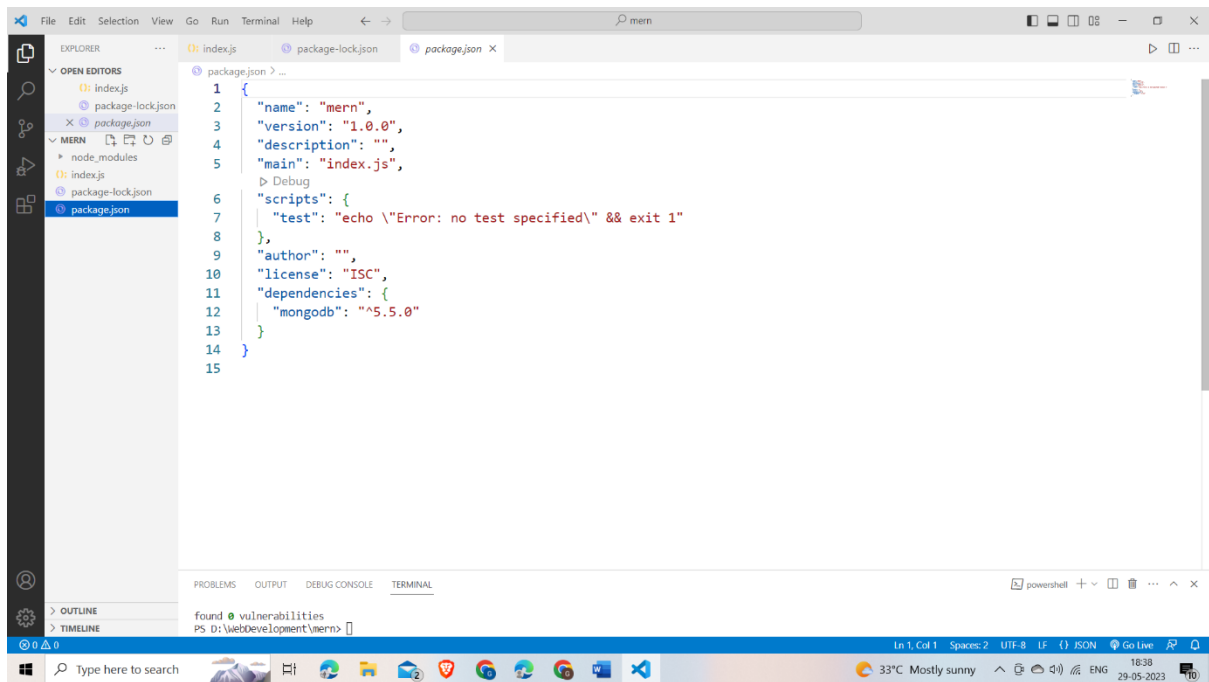 File Edit Selection View Go Run Terminal Help
mern
EXPLORER
index.js
package-lock.json
package.json
OPEN EDITORS
index.js
package-lock.json
package.json
MERN
node_modules
index.js
package-lock.json
package.json
package.json > ...
1 {
2 "name": "mern",
3 "version": "1.0.0",
4 "description": "",
5 "main": "index.js",
Debug
6 "scripts": {
7 "test": "echo \"Error: no test specified\" && exit 1"
8 },
9 "author": "",
10 "license": "ISC",
11 "dependencies": {
12 "mongodb": "^5.5.0"
13 }
14 }
15
PROBLEMS OUTPUT DEBUG CONSOLE TERMINAL
powershell
found 0 vulnerabilities
PS D:\WebDevelopment\mern>
OUTLINE
TIMELINE
0 0
Ln 1, Col 1 Spaces: 2 UTF-8 LF {} JSON Go Live
Type here to search
2
33°C Mostly sunny
ENG
18:38
29-05-2023
10